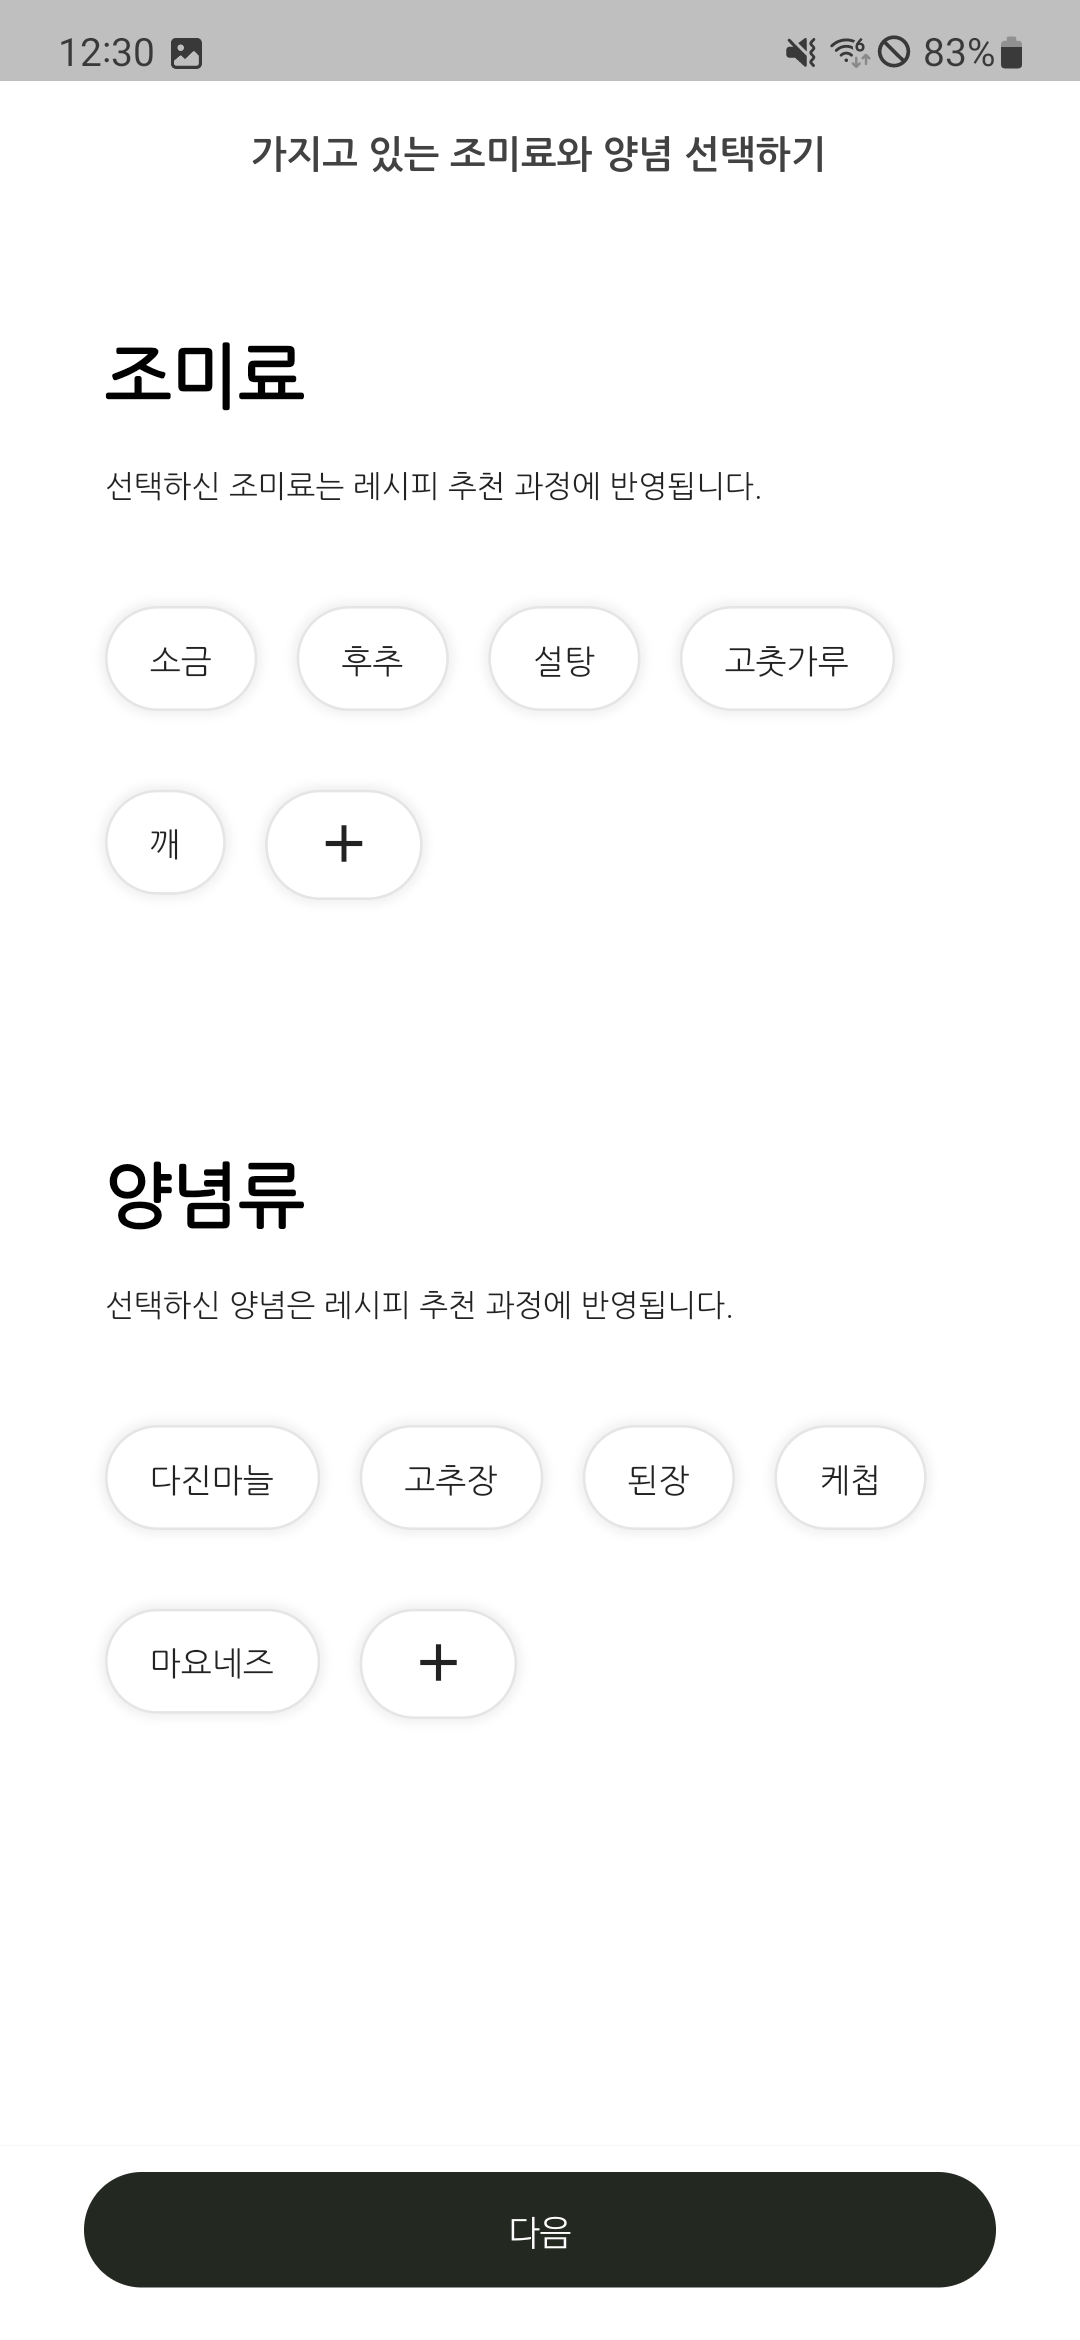 12:30 83%
가지고 있는 조미료와 양념 선택하기
조미료
선택하신 조미료는 레시피 추천 과정에 반영됩니다.
소금 후추 설탕 고춧가루
깨 +
양념류
선택하신 양념은 레시피 추천 과정에 반영됩니다.
다진마늘 고추장 된장 케첩
마요네즈 +
다음